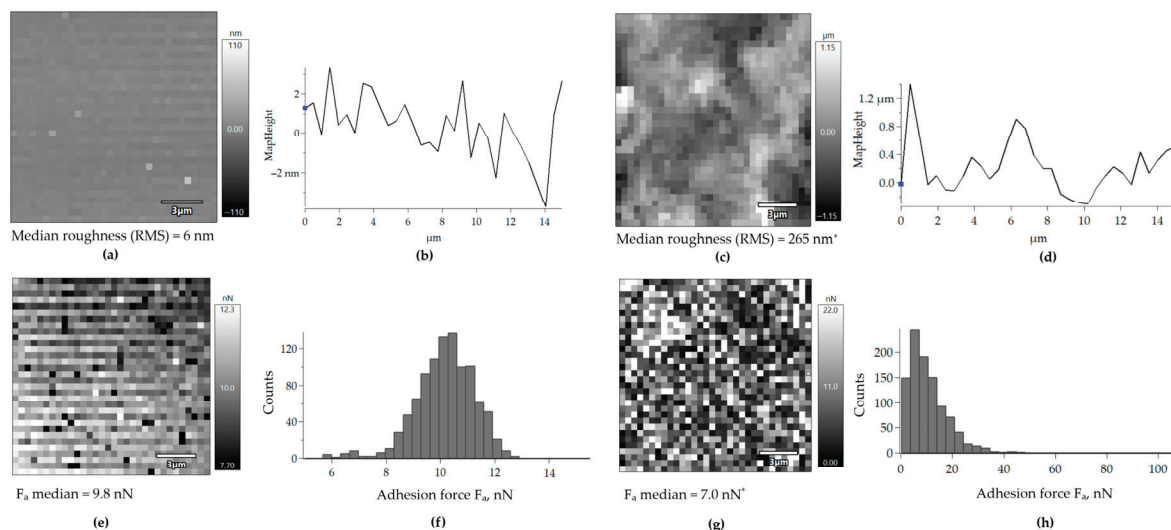 nm
110
0.00
−110
3μm
Median roughness (RMS) = 6 nm
(a)
MapHeight
2
0
−2 nm
0 2 4 6 8 10 12 14
μm
(b)
μm
1.15
0.00
−1.15
3μm
Median roughness (RMS) = 265 nm*
(c)
MapHeight
1.2 μm
0.8
0.4
0.0
0 2 4 6 8 10 12 14
μm
(d)
nN
12.3
10.0
7.70
3μm
Fₐ median = 9.8 nN
(e)
Counts
120
80
40
0
6 8 10 12 14
Adhesion force Fₐ, nN
(f)
nN
22.0
11.0
0.00
3μm
Fₐ median = 7.0 nN*
(g)
Counts
200
150
100
50
0
0 20 40 60 80 100
Adhesion force Fₐ, nN
(h)